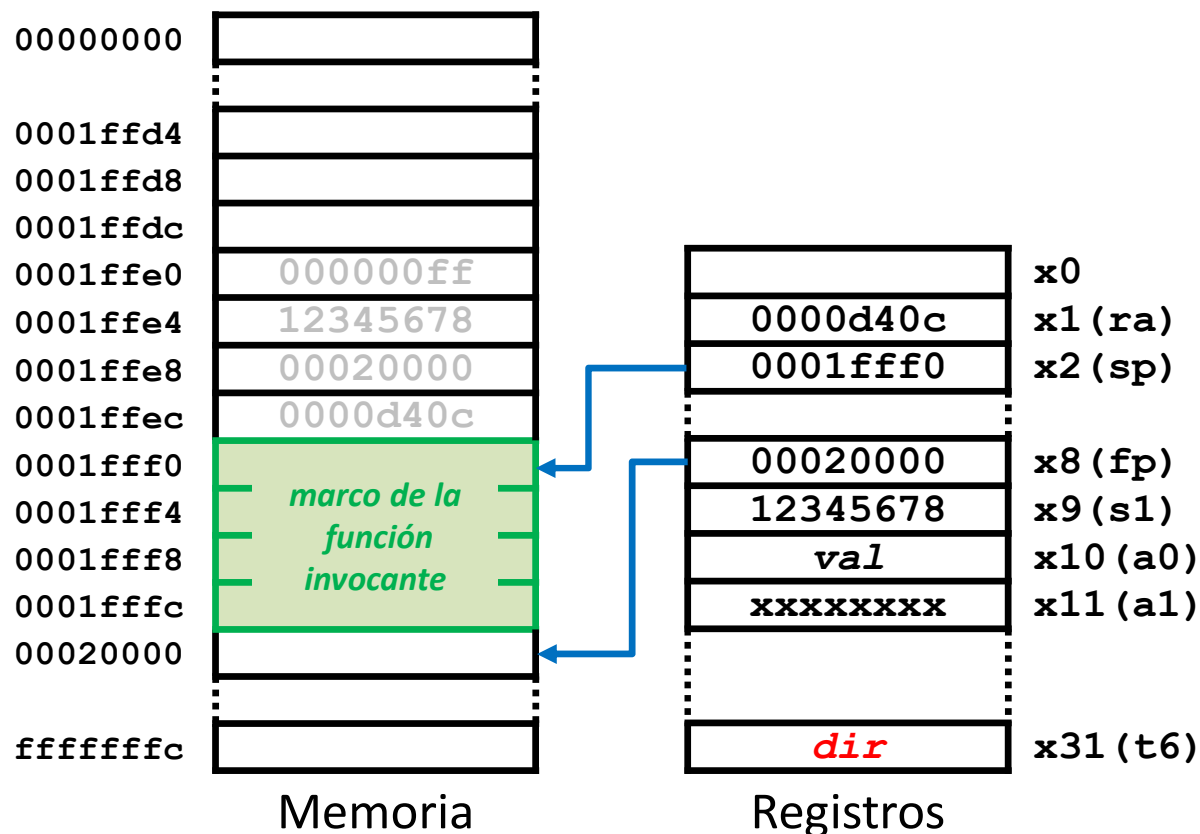 00000000
0001ffd4
0001ffd8
0001ffdc
0001ffe0 000000ff x0
0001ffe4 12345678 0000d40c x1(ra)
0001ffe8 00020000 0001fff0 x2(sp)
0001ffec 0000d40c
0001fff0 00020000 x8(fp)
0001fff4 marco de la 12345678 x9(s1)
0001fff8 función val x10(a0)
0001fffc invocante xxxxxxxx x11(a1)
00020000
fffffffc dir x31(t6)
Memoria Registros